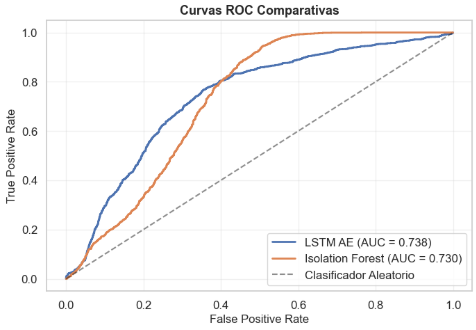 Curvas ROC Comparativas
True Positive Rate
1.0
0.8
0.6
0.4
0.2
0.0
LSTM AE (AUC = 0.738)
Isolation Forest (AUC = 0.730)
Clasificador Aleatorio
0.0 0.2 0.4 0.6 0.8 1.0
False Positive Rate